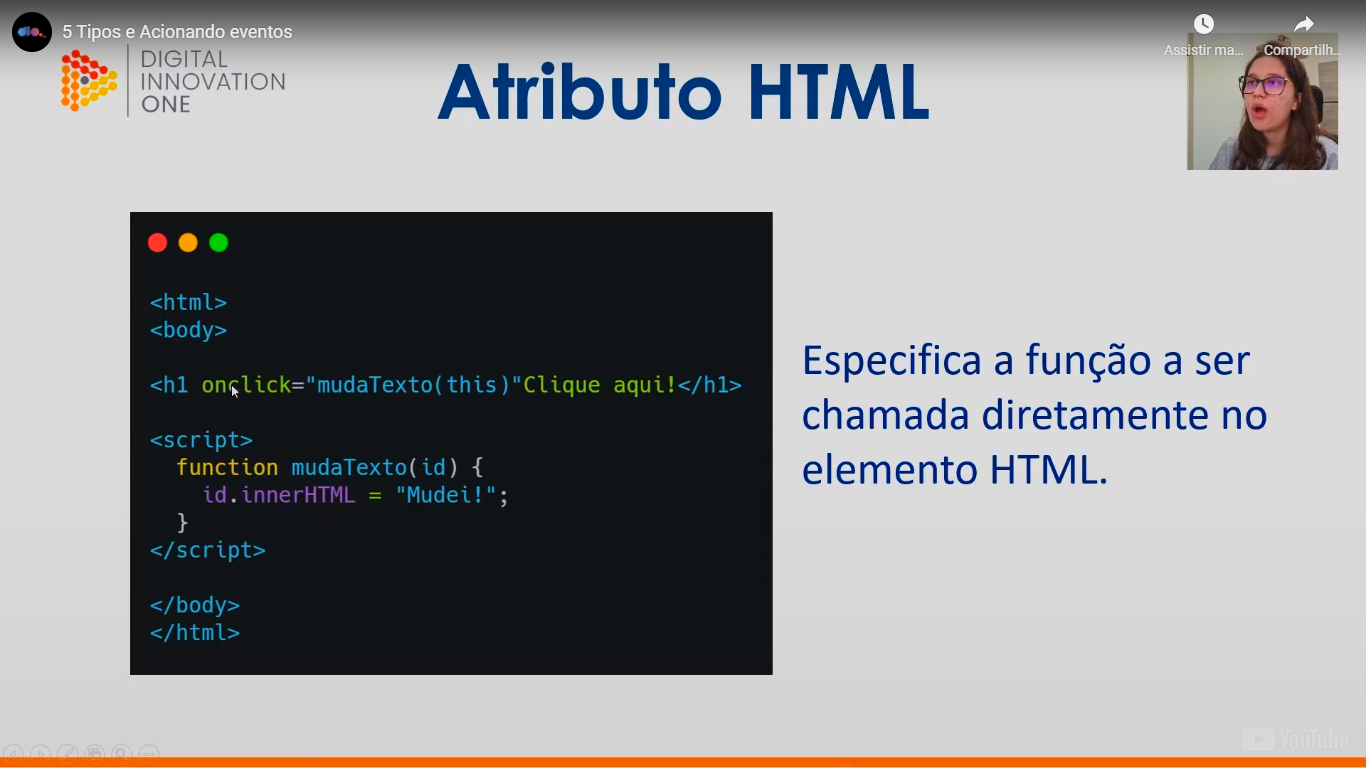 5 Tipos e Acionando eventos
Assistir ma...
Compartilh...
DIGITAL
INNOVATION
ONE
Atributo HTML
<html>
<body>
<h1 onclick="mudaTexto(this)"Clique aqui!</h1>
<script>
function mudaTexto(id) {
id.innerHTML = "Mudei!";
}
</script>
</body>
</html>
Especifica a função a ser
chamada diretamente no
elemento HTML.
YouTube